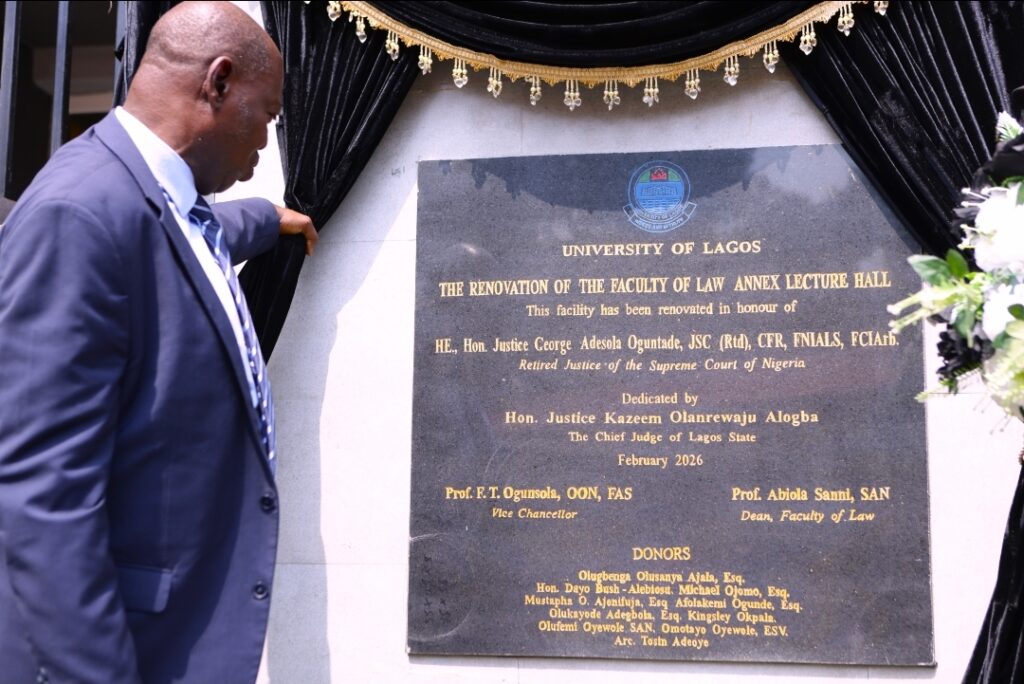 UNIVERSITY OF LAGOS
THE RENOVATION OF THE FACULTY OF LAW ANNEX LECTURE HALL
This facility has been renovated in honour of
HE., Hon. Justice George Adesola Oguntade, JSC (Rtd), CFR, FNIALS, FCIArb.
Retired Justice of the Supreme Court of Nigeria
Dedicated by
Hon. Justice Kazeem Olanrewaju Alogba
The Chief Judge of Lagos State
February 2026
Prof. F. T. Ogunsola, OON, FAS
Vice Chancellor
Prof. Abiola Sanni, SAN
Dean, Faculty of Law
DONORS
Olugbenga Olusanya Ajala, Esq.
Hon. Dayo Bush-Alebiosu. Michael Ojomo, Esq.
Mustapha O. Ajonifuja, Esq Afolakemi Ogunde, Esq.
Olukayode Adegbola, Esq. Kingsley Okpala.
Olufemi Oyewole SAN. Omotayo Oyewole, ESV.
Arc. Tosin Adeoye